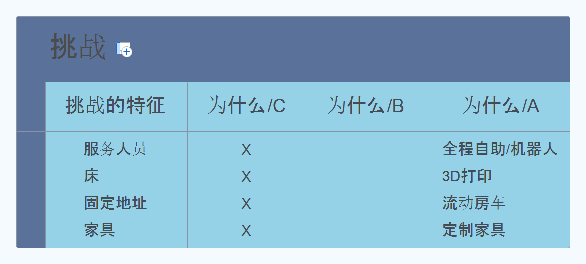 挑战
挑战的特征 为什么/C 为什么/B 为什么/A
服务人员 X 全程自助/机器人
床 X 3D打印
固定地址 X 流动房车
家具 X 定制家具